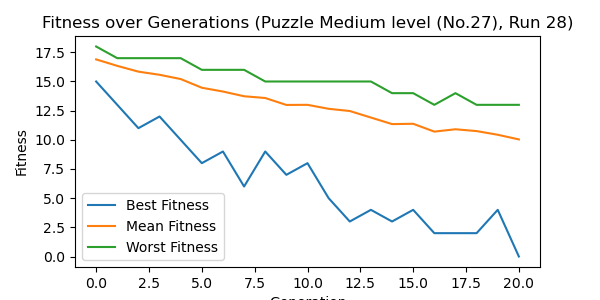 Fitness over Generations (Puzzle Medium level (No.27), Run 28)
17.5
15.0
12.5
10.0
7.5
5.0
2.5
0.0
Fitness
Best Fitness
Mean Fitness
Worst Fitness
0.0 2.5 5.0 7.5 10.0 12.5 15.0 17.5 20.0
Generation